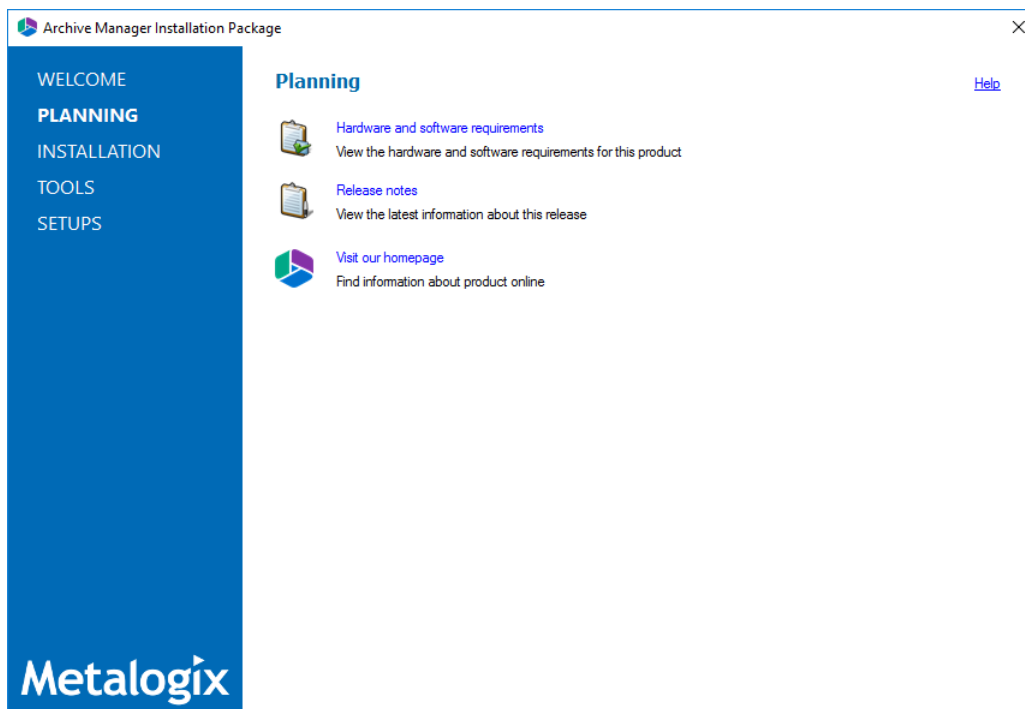 Archive Manager Installation Package
WELCOME
PLANNING
INSTALLATION
TOOLS
SETUPS
Planning
Help
Hardware and software requirements
View the hardware and software requirements for this product
Release notes
View the latest information about this release
Visit our homepage
Find information about product online
Metalogix